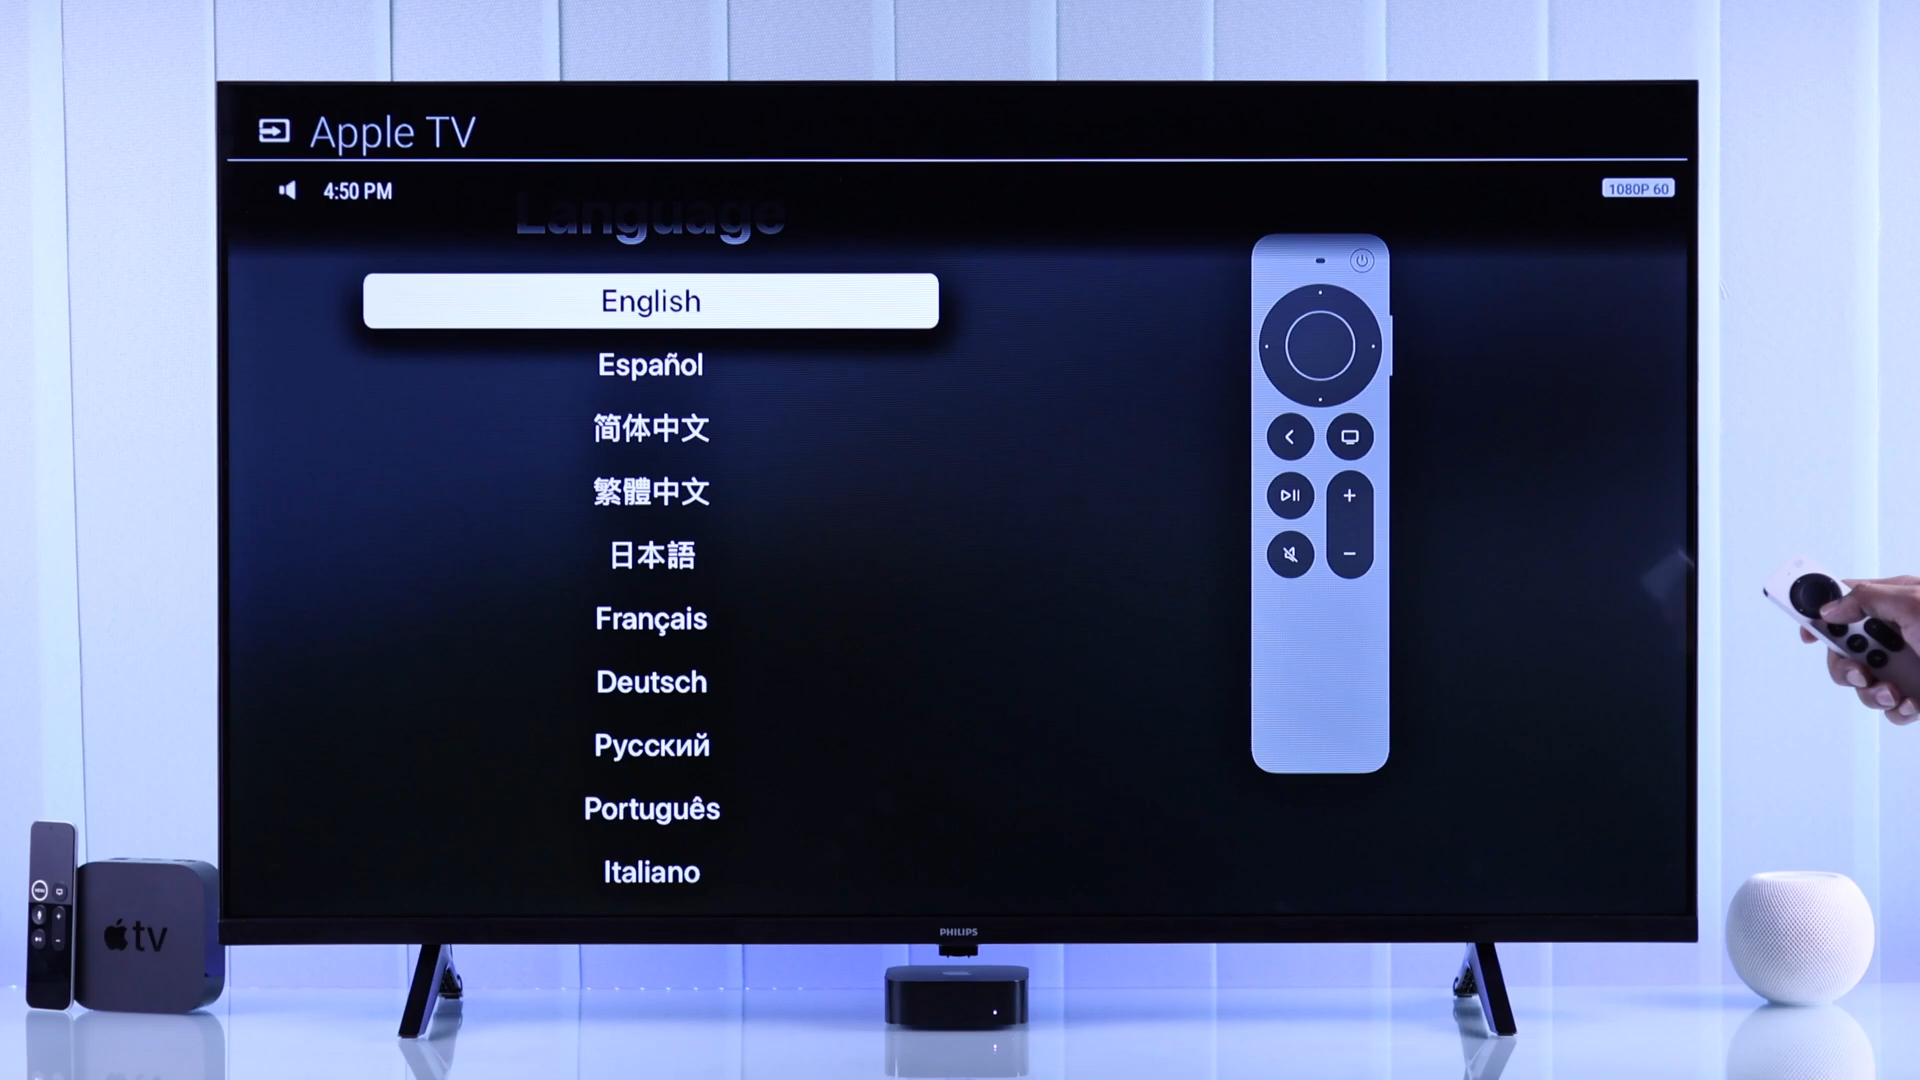 Apple TV
4:50 PM
1080P 60
Language
English
Español
简体中文
繁體中文
日本語
Français
Deutsch
Русский
Português
Italiano
PHILIPS
tv
MENU